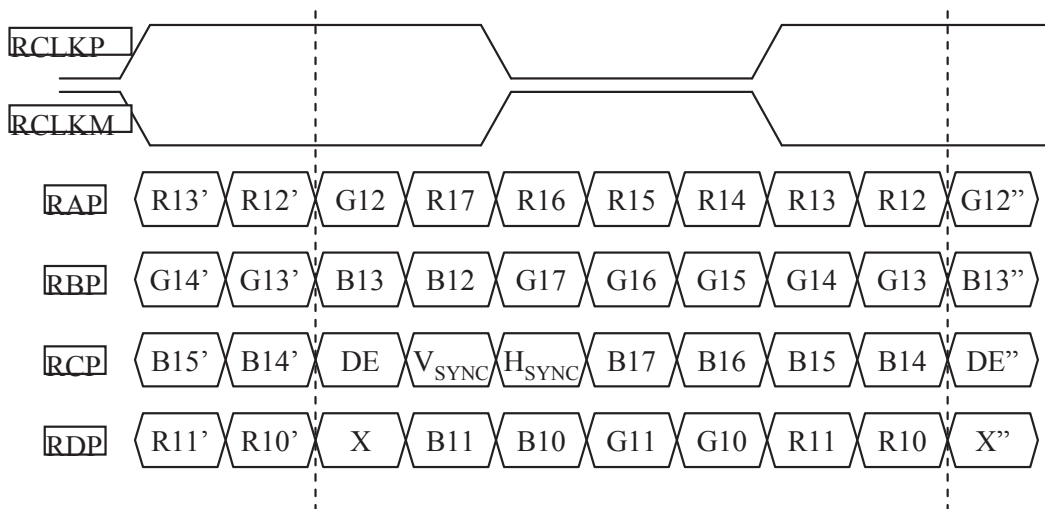 RCLKP
RCLKM
RAP R13’ R12’ G12 R17 R16 R15 R14 R13 R12 G12”
RBP G14’ G13’ B13 B12 G17 G16 G15 G14 G13 B13”
RCP B15’ B14’ DE VSYNC HSYNC B17 B16 B15 B14 DE”
RDP R11’ R10’ X B11 B10 G11 G10 R11 R10 X”